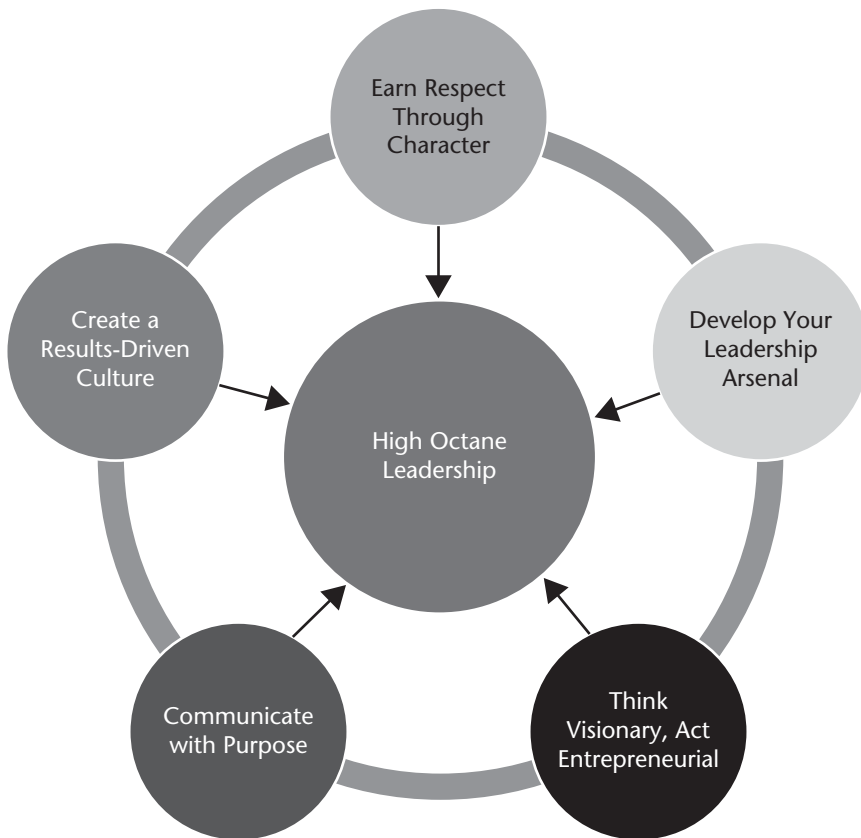 Earn Respect
Through
Character
Develop Your
Leadership
Arsenal
Think
Visionary, Act
Entrepreneurial
Communicate
with Purpose
Create a
Results-Driven
Culture
High Octane
Leadership